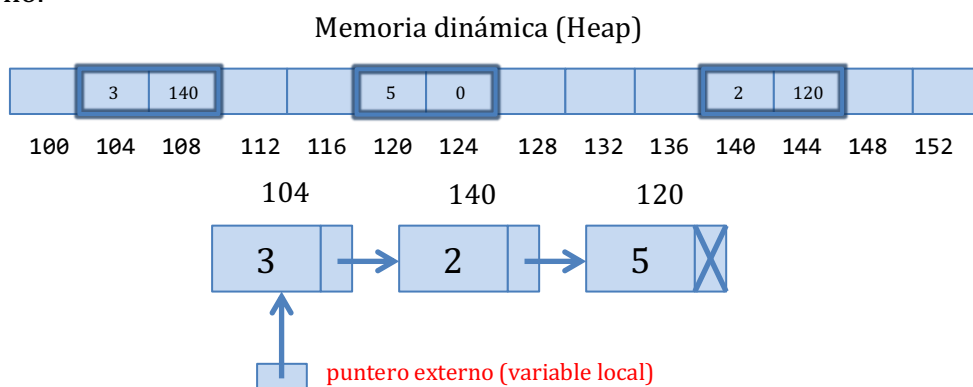 Memoria dinámica (Heap)
3 140 5 0 2 120
100 104 108 112 116 120 124 128 132 136 140 144 148 152
104 140 120
3 2 5
puntero externo (variable local)